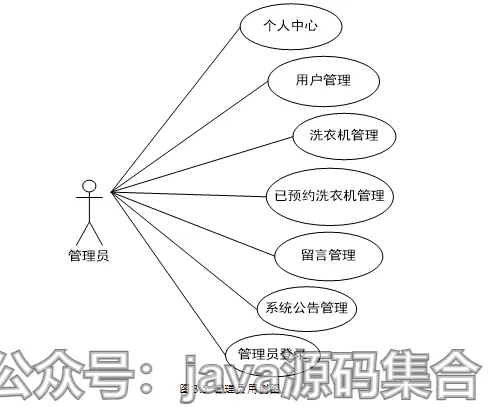 个人中心
用户管理
洗衣机管理
已预约洗衣机管理
留言管理
管理员
系统公告管理
管理员登录
公众号：java源码集合